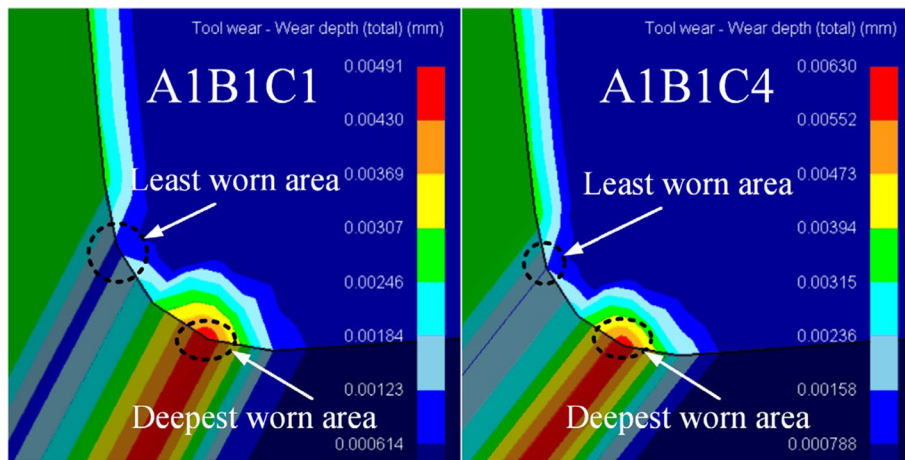 Tool wear - Wear depth (total) (mm)
A1B1C1
0.00491
0.00430
0.00369
0.00307
0.00246
0.00184
0.00123
0.000614
Least worn area
Deepest worn area
Tool wear - Wear depth (total) (mm)
A1B1C4
0.00630
0.00552
0.00473
0.00394
0.00315
0.00236
0.00158
0.000788
Least worn area
Deepest worn area